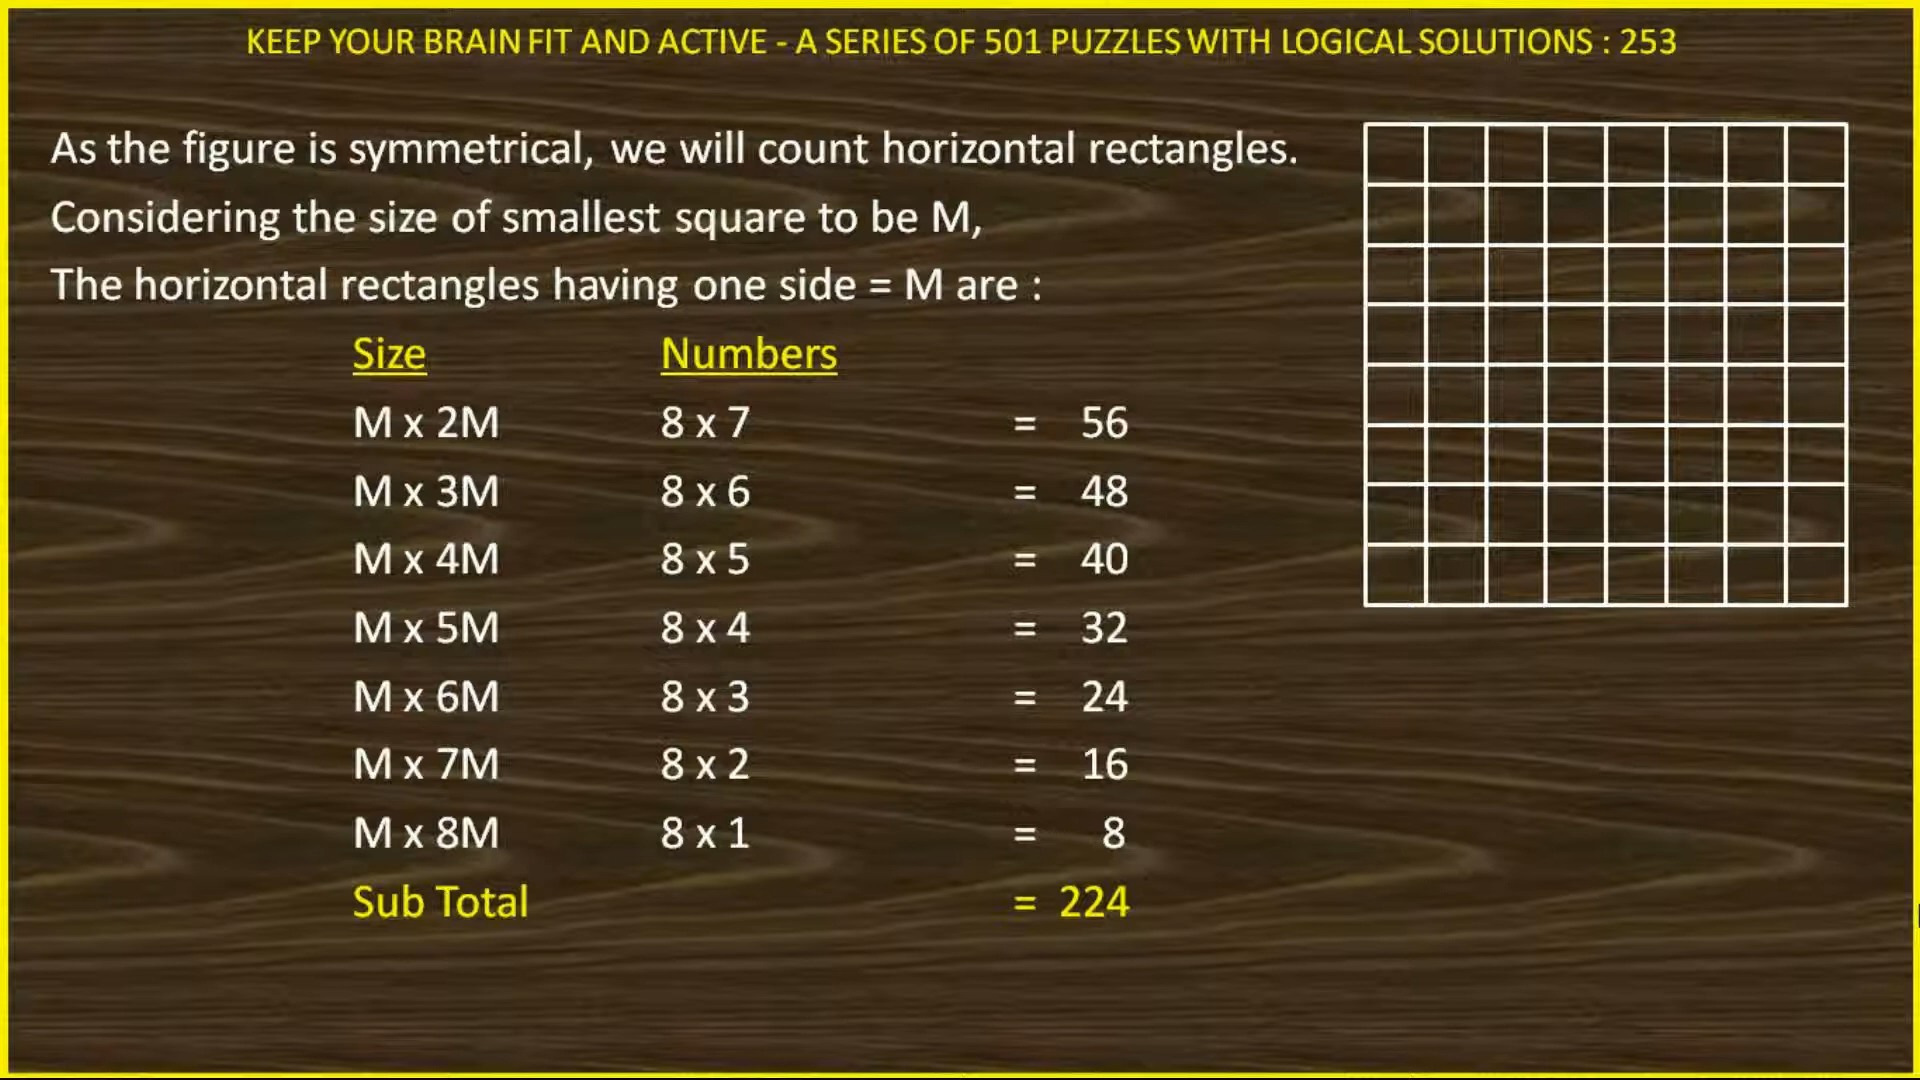 KEEP YOUR BRAIN FIT AND ACTIVE - A SERIES OF 501 PUZZLES WITH LOGICAL SOLUTIONS : 253
As the figure is symmetrical, we will count horizontal rectangles.
Considering the size of smallest square to be M,
The horizontal rectangles having one side = M are :
Size Numbers
M x 2M 8 x 7 = 56
M x 3M 8 x 6 = 48
M x 4M 8 x 5 = 40
M x 5M 8 x 4 = 32
M x 6M 8 x 3 = 24
M x 7M 8 x 2 = 16
M x 8M 8 x 1 = 8
Sub Total = 224